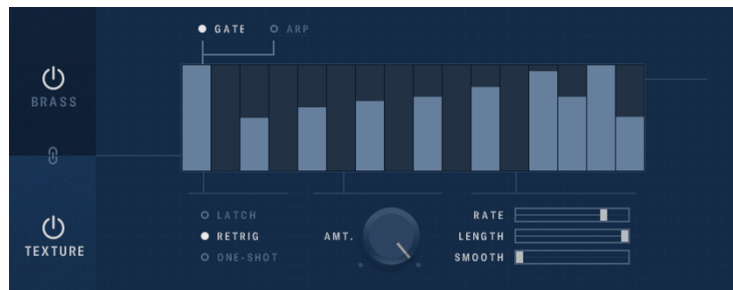 GATE ARP
BRASS
LATCH
RETRIG
ONE-SHOT
AMT.
RATE
LENGTH
SMOOTH
TEXTURE